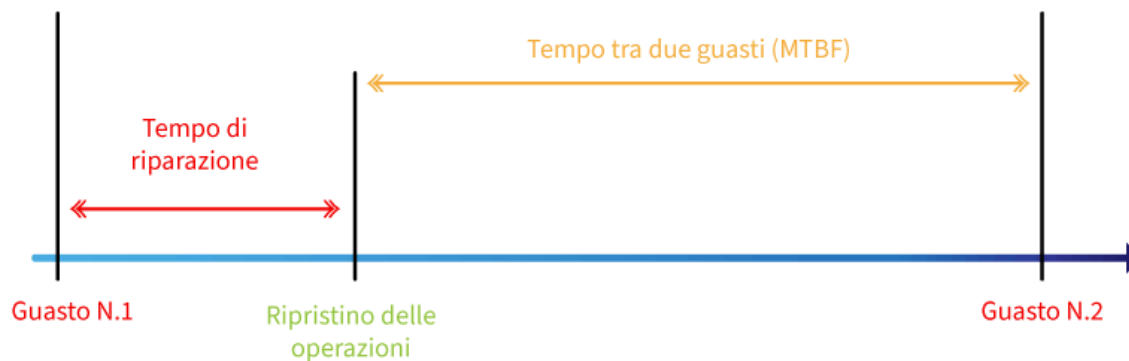 Tempo tra due guasti (MTBF)
Tempo di
riparazione
Guasto N.1
Ripristino delle
operazioni
Guasto N.2